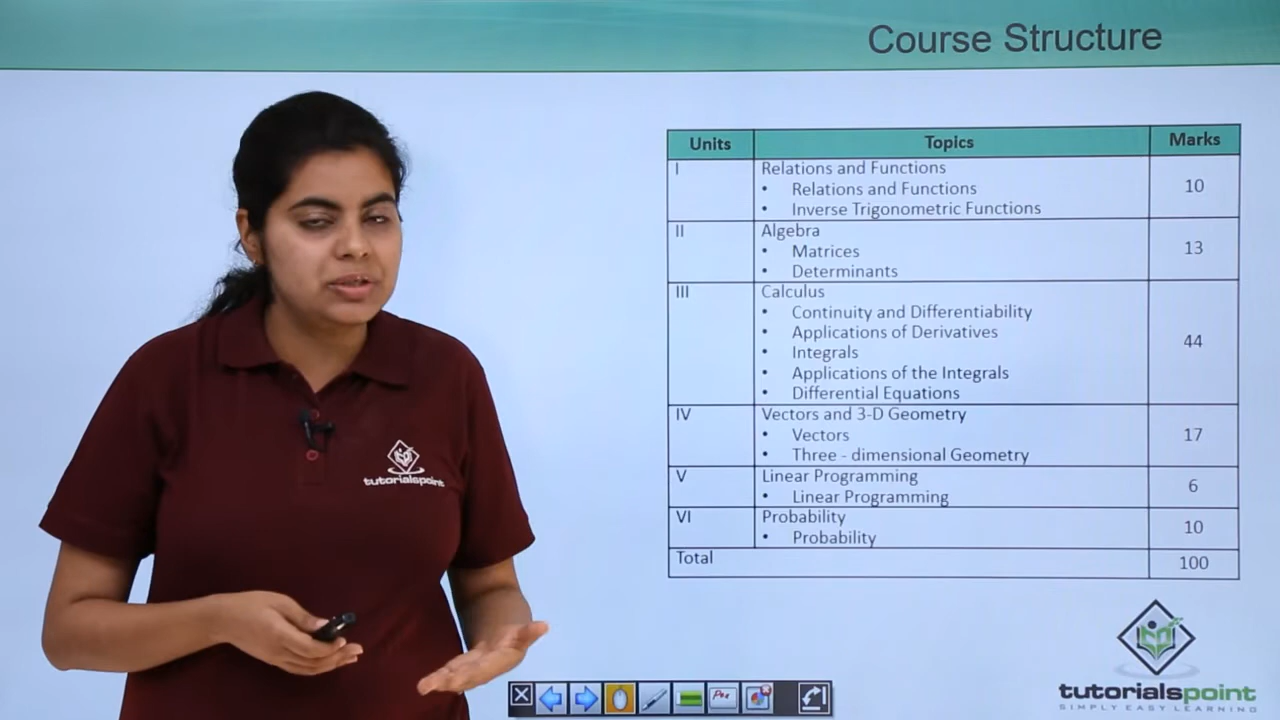 Course Structure
Units Topics Marks
I Relations and Functions 10
• Relations and Functions
• Inverse Trigonometric Functions
II Algebra 13
• Matrices
• Determinants
III Calculus 44
• Continuity and Differentiability
• Applications of Derivatives
• Integrals
• Applications of the Integrals
• Differential Equations
IV Vectors and 3-D Geometry 17
• Vectors
• Three - dimensional Geometry
V Linear Programming 6
• Linear Programming
VI Probability 10
• Probability
Total 100
tutorialspoint
tutorialspoint
SIMPLY EASY LEARNING